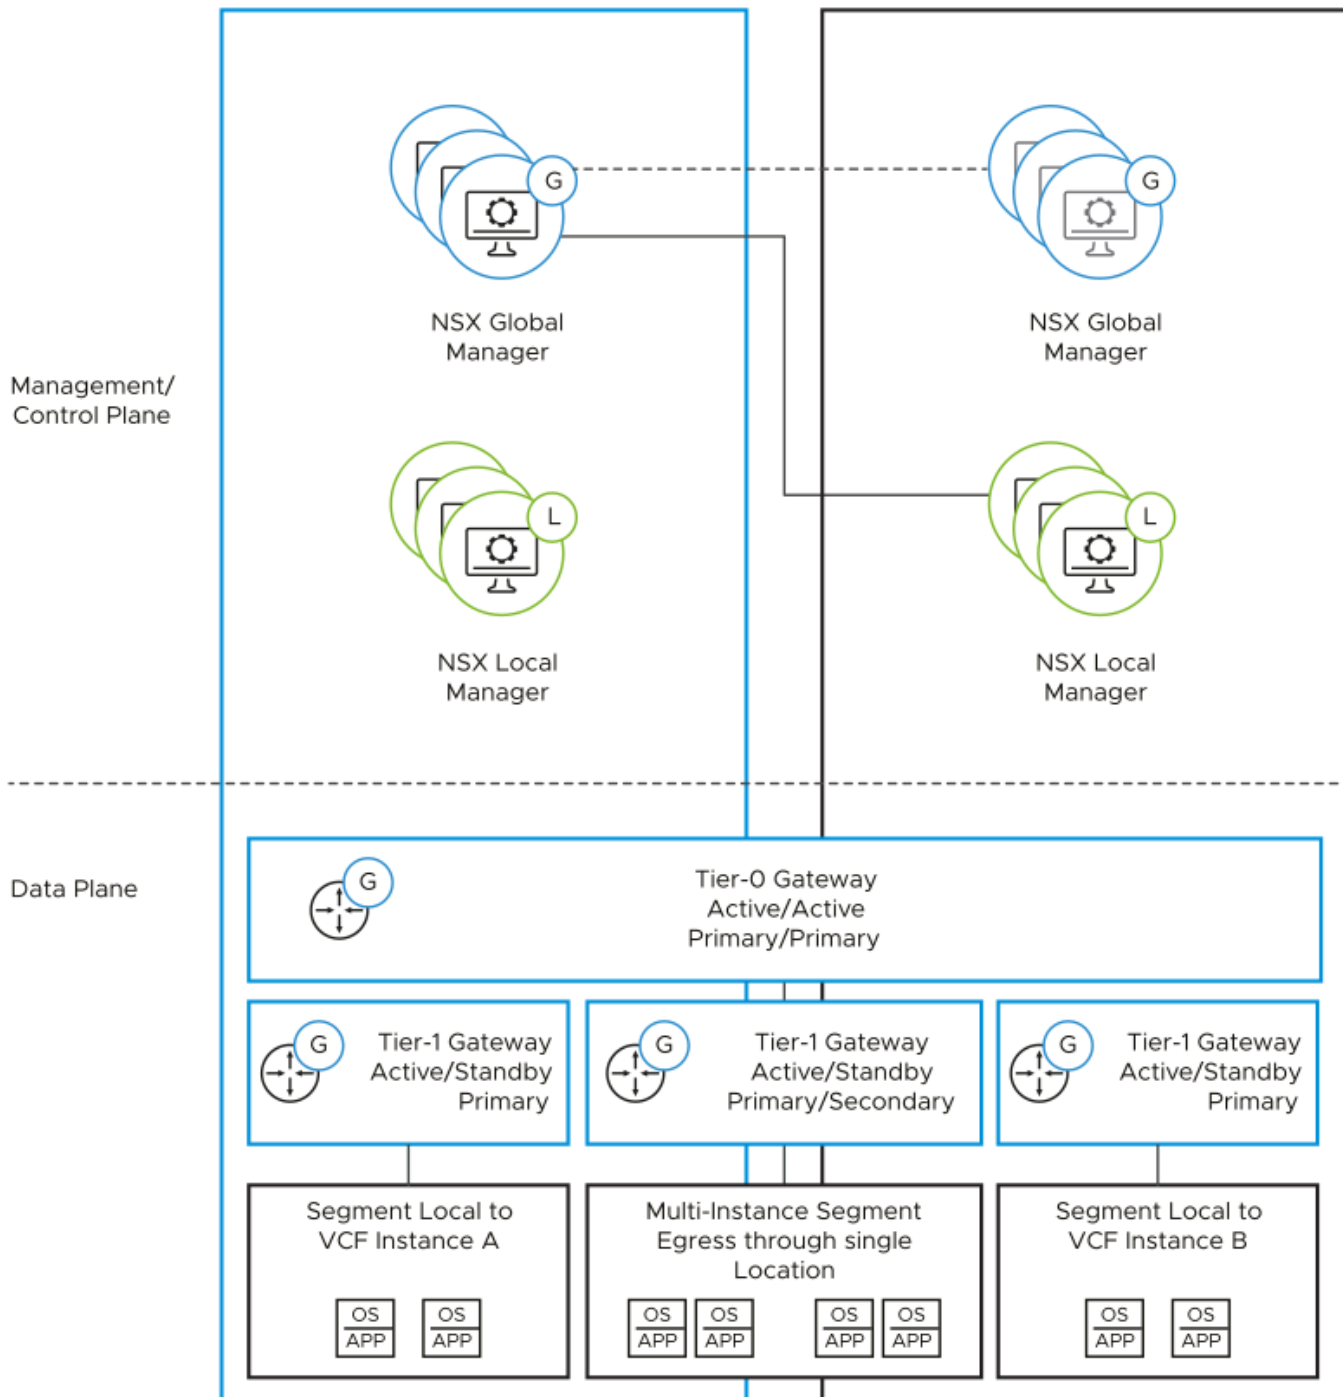 G
G
NSX Global
Manager
NSX Global
Manager
Management/
Control Plane
L
L
NSX Local
Manager
NSX Local
Manager
Data Plane
G
Tier-0 Gateway
Active/Active
Primary/Primary
G
Tier-1 Gateway
Active/Standby
Primary
G
Tier-1 Gateway
Active/Standby
Primary/Secondary
G
Tier-1 Gateway
Active/Standby
Primary
Segment Local to
VCF Instance A
OS
APP
OS
APP
Multi-Instance Segment
Egress through single
Location
OS
APP
OS
APP
OS
APP
OS
APP
Segment Local to
VCF Instance B
OS
APP
OS
APP